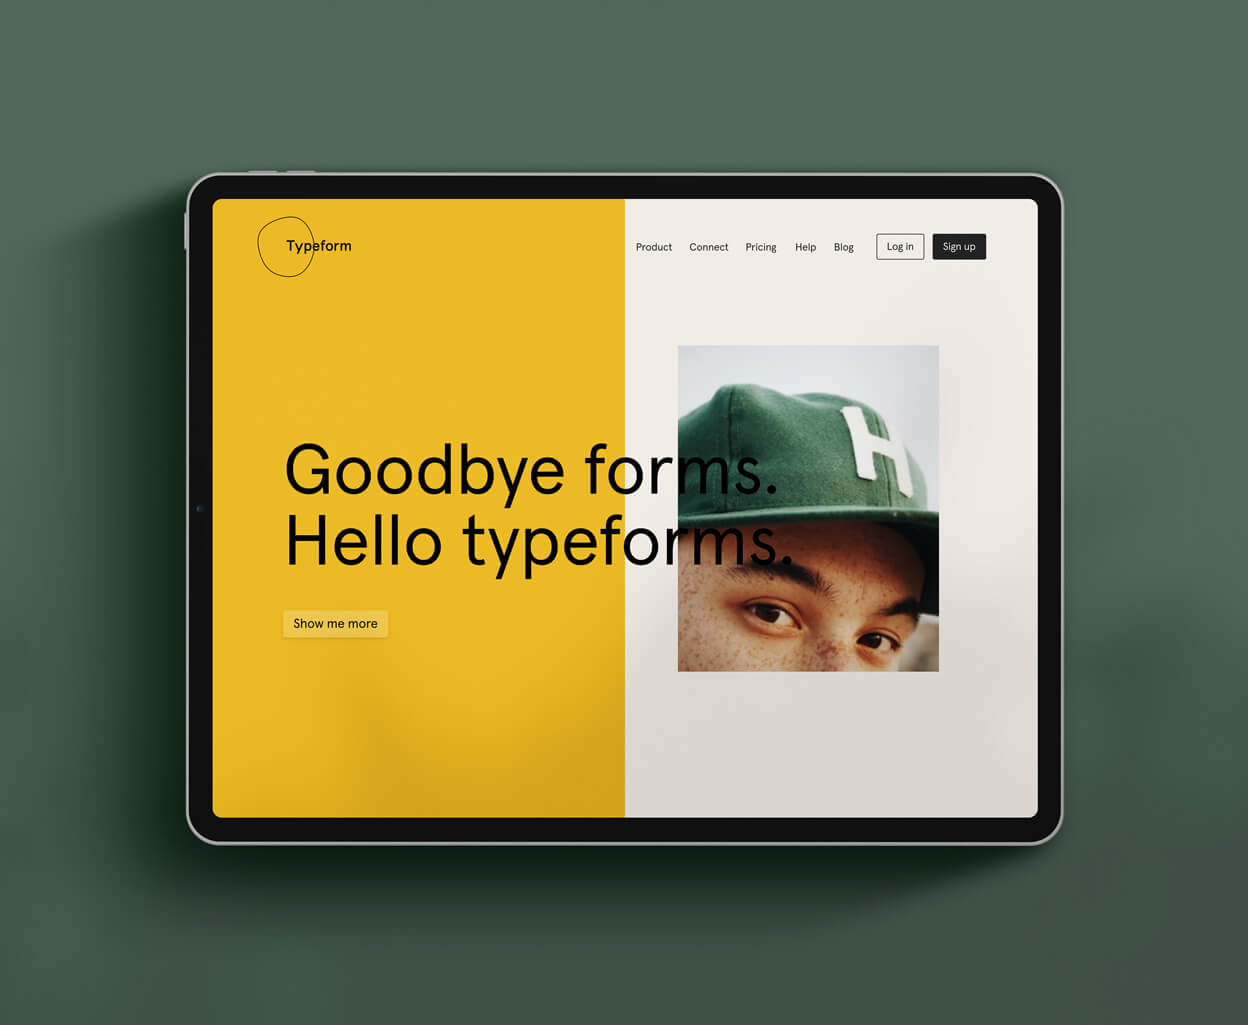 Typeform
Product Connect Pricing Help Blog Log in Sign up
H
Goodbye forms.
Hello typeforms.
Show me more